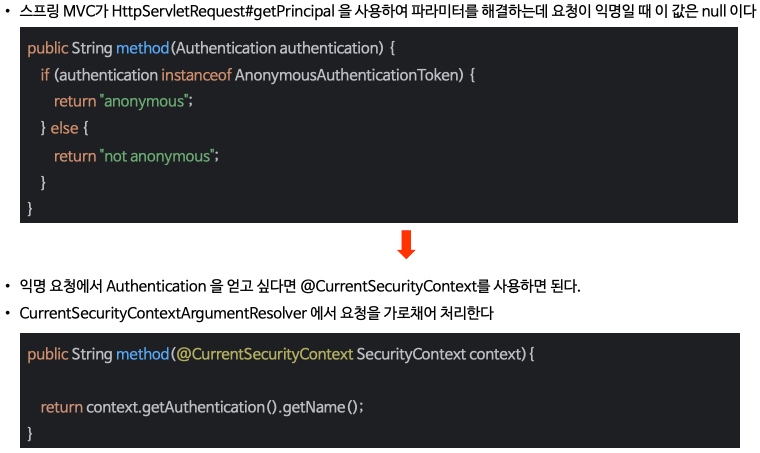 • 스프링 MVC가 HttpServletRequest#getPrincipal 을 사용하여 파라미터를 해결하는데 요청이 익명일 때 이 값은 null 이다
public String method(Authentication authentication) {
if (authentication instanceof AnonymousAuthenticationToken) {
return "anonymous";
} else {
return "not anonymous";
}
}
• 익명 요청에서 Authentication 을 얻고 싶다면 @CurrentSecurityContext를 사용하면 된다.
• CurrentSecurityContextArgumentResolver 에서 요청을 가로채어 처리한다
public String method(@CurrentSecurityContext SecurityContext context){
return context.getAuthentication().getName();
}